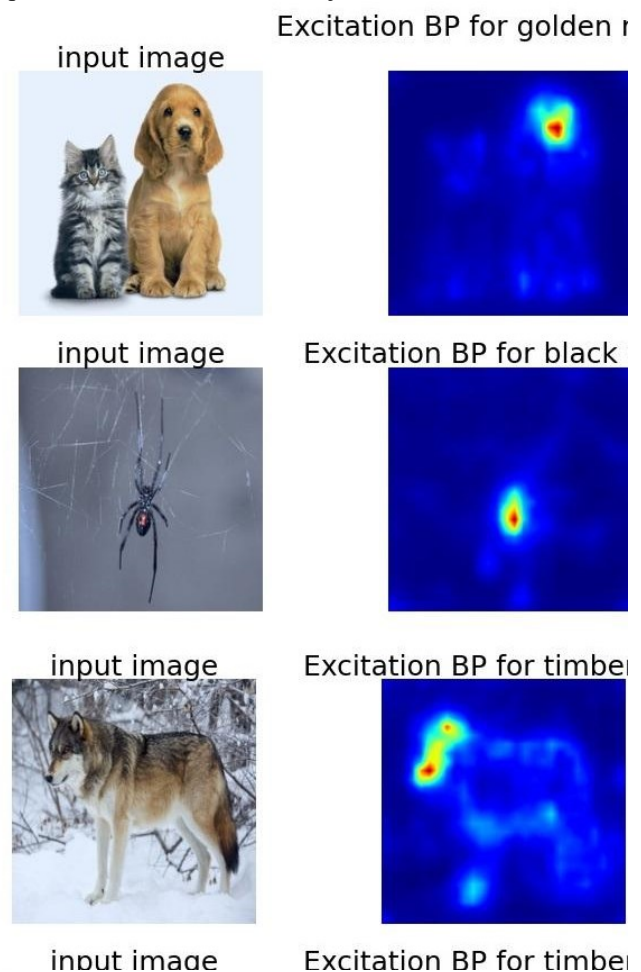 Excitation BP for golden
input image
input image
Excitation BP for black
input image
Excitation BP for timber
input image
Excitation BP for timber